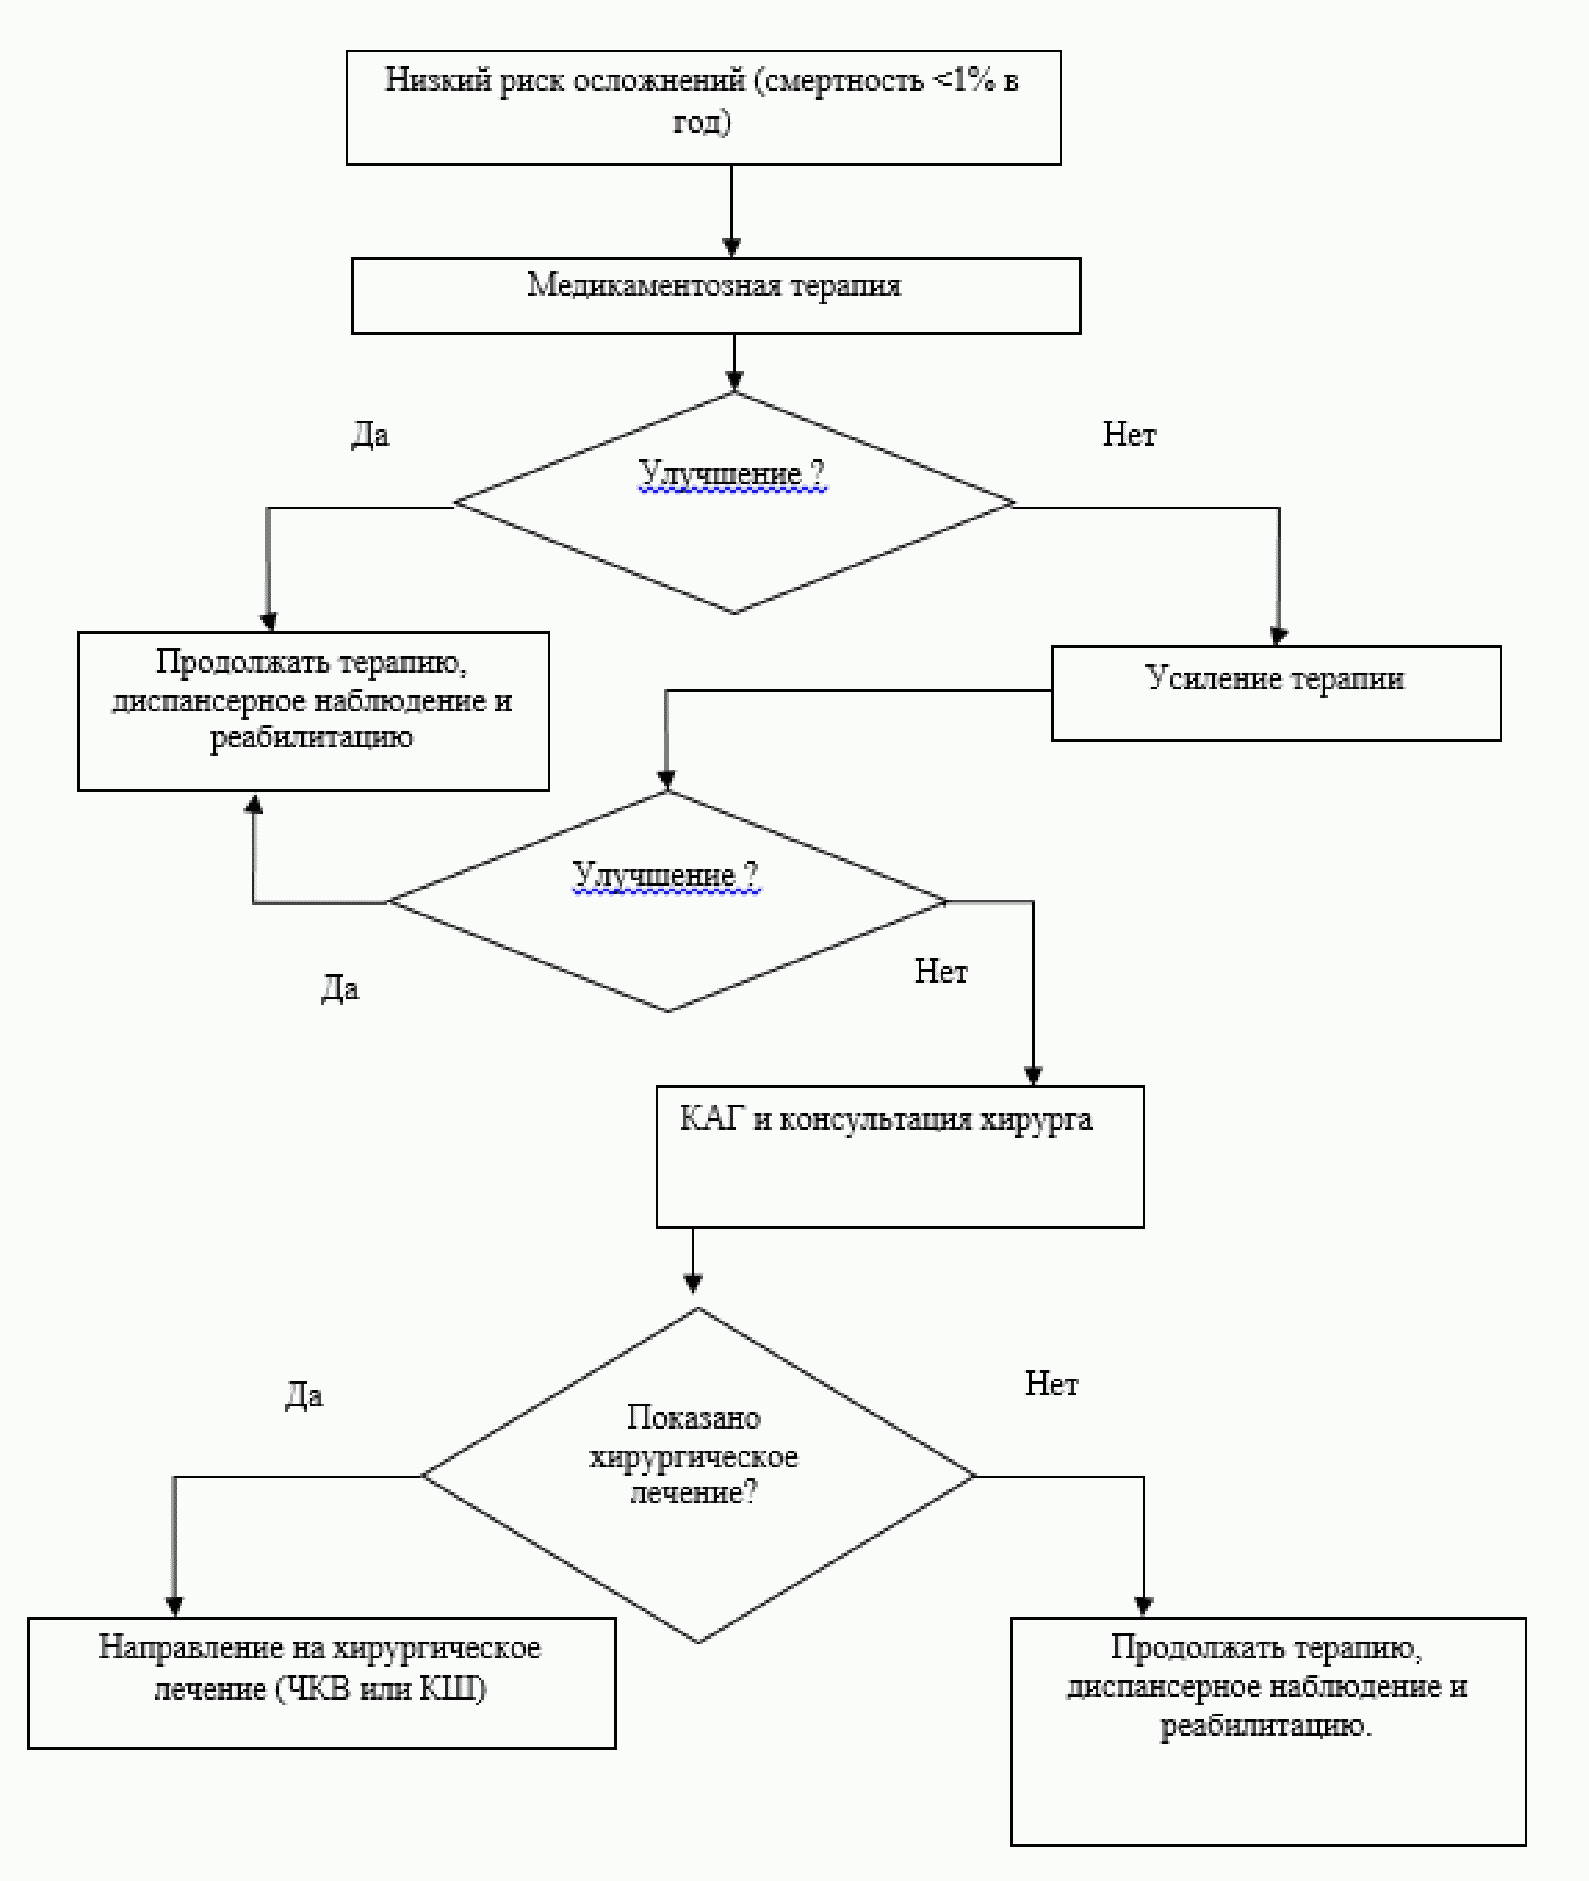 Низкий риск осложнений (смертность <1% в
год)
Медикаментозная терапия
Да
Нет
Улучшение ?
Продолжать терапию,
диспансерное наблюдение и
реабилитацию
Усиление терапии
Улучшение ?
Да
Нет
КАГ и консультация хирурга
Да
Нет
Показано
хирургическое
лечение?
Направление на хирургическое
лечение (ЧКВ или КШ)
Продолжать терапию,
диспансерное наблюдение и
реабилитацию.